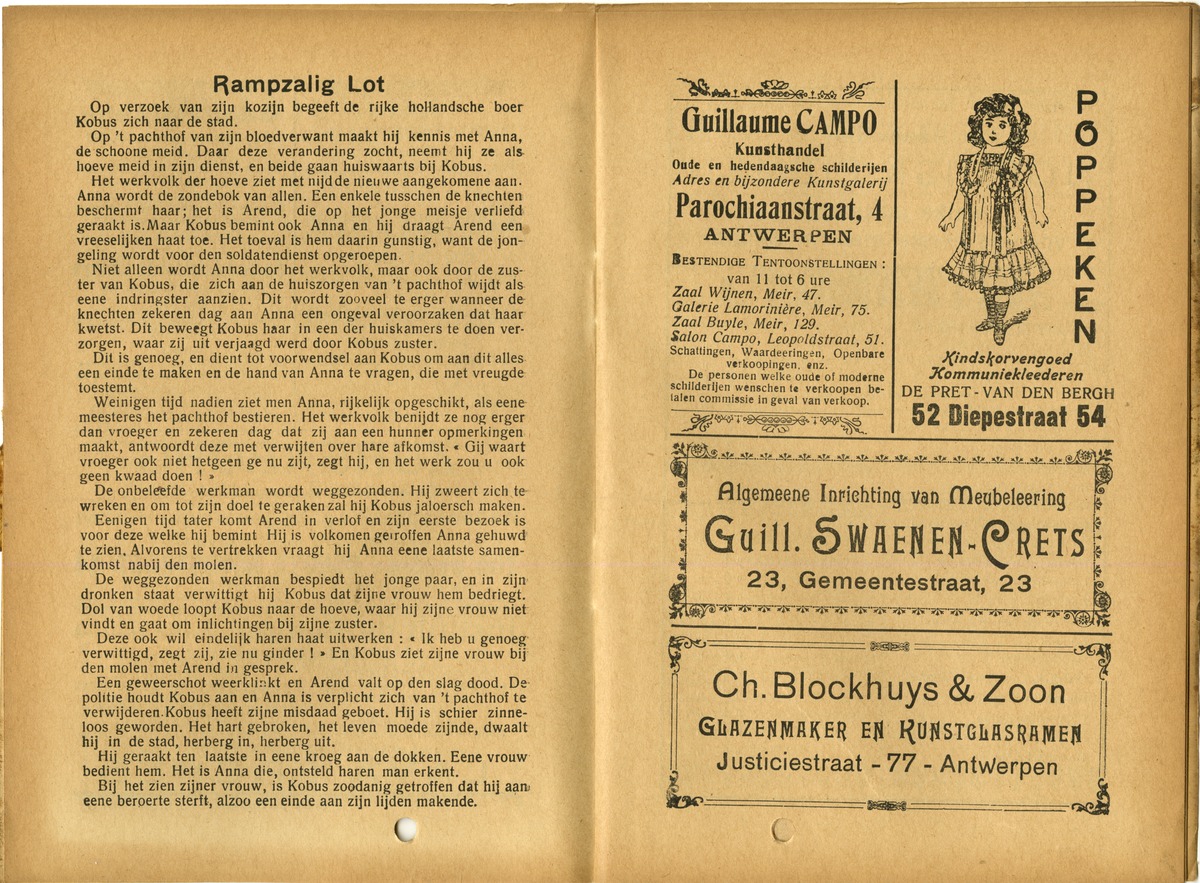 Rampzalig Lot
Op verzoek van zijn kozijn begeeft de rijke hollandsche boer
Kobus zich naar de stad.
Op 't pachthof van zijn bloedverwant maakt hij kennis met Anna,
de schoone meid. Daar deze verandering zocht, neemt hij ze als
hoeve meid in zijn dienst, en beide gaan huiswaarts bij Kobus.
Het werkvolk der hoeve ziet met nijd de nieuwe aangekomene aan.
Anna wordt de zondebok van allen. Een enkele tusschen de knechten
beschermt haar; het is Arend, die op het jonge meisje verliefd
geraakt is. Maar Kobus bemint ook Anna en hij draagt Arend een
vreeselijken haat toe. Het toeval is hem daarin gunstig, want de jon-
geling wordt voor den soldatendienst opgeroepen.
Niet alleen wordt Anna door het werkvolk, maar ook door de zus-
ter van Kobus, die zich aan de huiszorgen van 't pachthof wijdt als
eene indringster aanzien. Dit wordt zooveel te erger wanneer de
knechten zekeren dag aan Anna een ongeval veroorzaken dat haar
kwetst. Dit beweegt Kobus haar in een der huiskamers te doen ver-
zorgen, waar zij uit verjaagd werd door Kobus zuster.
Dit is genoeg, en dient tot voorwendsel aan Kobus om aan dit alles
een einde te maken en de hand van Anna te vragen, die met vreugde
toestemt.
Weinigen tijd nadien ziet men Anna, rijkelijk opgeschikt, als eene
meesteres het pachthof bestieren. Het werkvolk benijdt ze nog erger
dan vroeger en zekeren dag dat zij aan een hunner opmerkingen
maakt, antwoordt deze met verwijten over hare afkomst. « Gij waart
vroeger ook niet hetgeen ge nu zijt, zegt hij, en het werk zou u ook
geen kwaad doen ! »
De onbeleefde werkman wordt weggezonden. Hij zweert zich te
wreken en om tot zijn doel te geraken zal hij Kobus jaloersch maken.
Eenigen tijd tater komt Arend in verlof en zijn eerste bezoek is
voor deze welke hij bemint Hij is volkomen getroffen Anna gehuwd
te zien. Alvorens te vertrekken vraagt hij Anna eene laatste samen-
komst nabij den molen.
De weggezonden werkman bespiedt het jonge paar, en in zijn
dronken staat verwittigt hij Kobus dat zijne vrouw hem bedriegt.
Dol van woede loopt Kobus naar de hoeve, waar hij zijne vrouw niet
vindt en gaat om inlichtingen bij zijne zuster.
Deze ook wil eindelijk haren haat uitwerken : « Ik heb u genoeg
verwittigd, zegt zij, zie nu ginder ! » En Kobus ziet zijne vrouw bij
den molen met Arend in gesprek.
Een geweerschot weerklinkt en Arend valt op den slag dood. De
politie houdt Kobus aan en Anna is verplicht zich van 't pachthof te
verwijderen. Kobus heeft zijne misdaad geboet. Hij is schier zinne-
loos geworden. Het hart gebroken, het leven moede zijnde, dwaalt
hij in de stad, herberg in, herberg uit.
Hij geraakt ten laatste in eene kroeg aan de dokken. Eene vrouw
bedient hem. Het is Anna die, ontsteld haren man erkent.
Bij het zien zijner vrouw, is Kobus zoodanig getroffen dat hij aan
eene beroerte sterft, alzoo een einde aan zijn lijden makende.
Guillaume CAMPO
Kunsthandel
Oude en hedendaagsche schilderijen
Adres en bijzondere Kunstgalerij
Parochiaanstraat, 4
ANTWERPEN
BESTENDIGE TENTOONSTELLINGEN :
van 11 tot 6 ure
Zaal Wijnen, Meir, 47.
Galerie Lamorinière, Meir, 75.
Zaal Buyle, Meir, 129.
Salon Campo, Leopoldstraat, 51.
Schattingen, Waardeeringen, Openbare
verkoopingen, enz.
De personen welke oude of moderne
schilderijen wenschen te verkoopen be-
talen commissie in geval van verkoop.
POPPEKEN
Kindskorvengoed
Kommuniekleederen
DE PRET-VAN DEN BERGH
52 Diepestraat 54
Algemeene Inrichting van Meubeleering
Guill. SWAENEN-CRETS
23, Gemeentestraat, 23
Ch. Blockhuys & Zoon
GLAZENMAKER EN KUNSTGLASRAMEN
Justiciestraat - 77 - Antwerpen